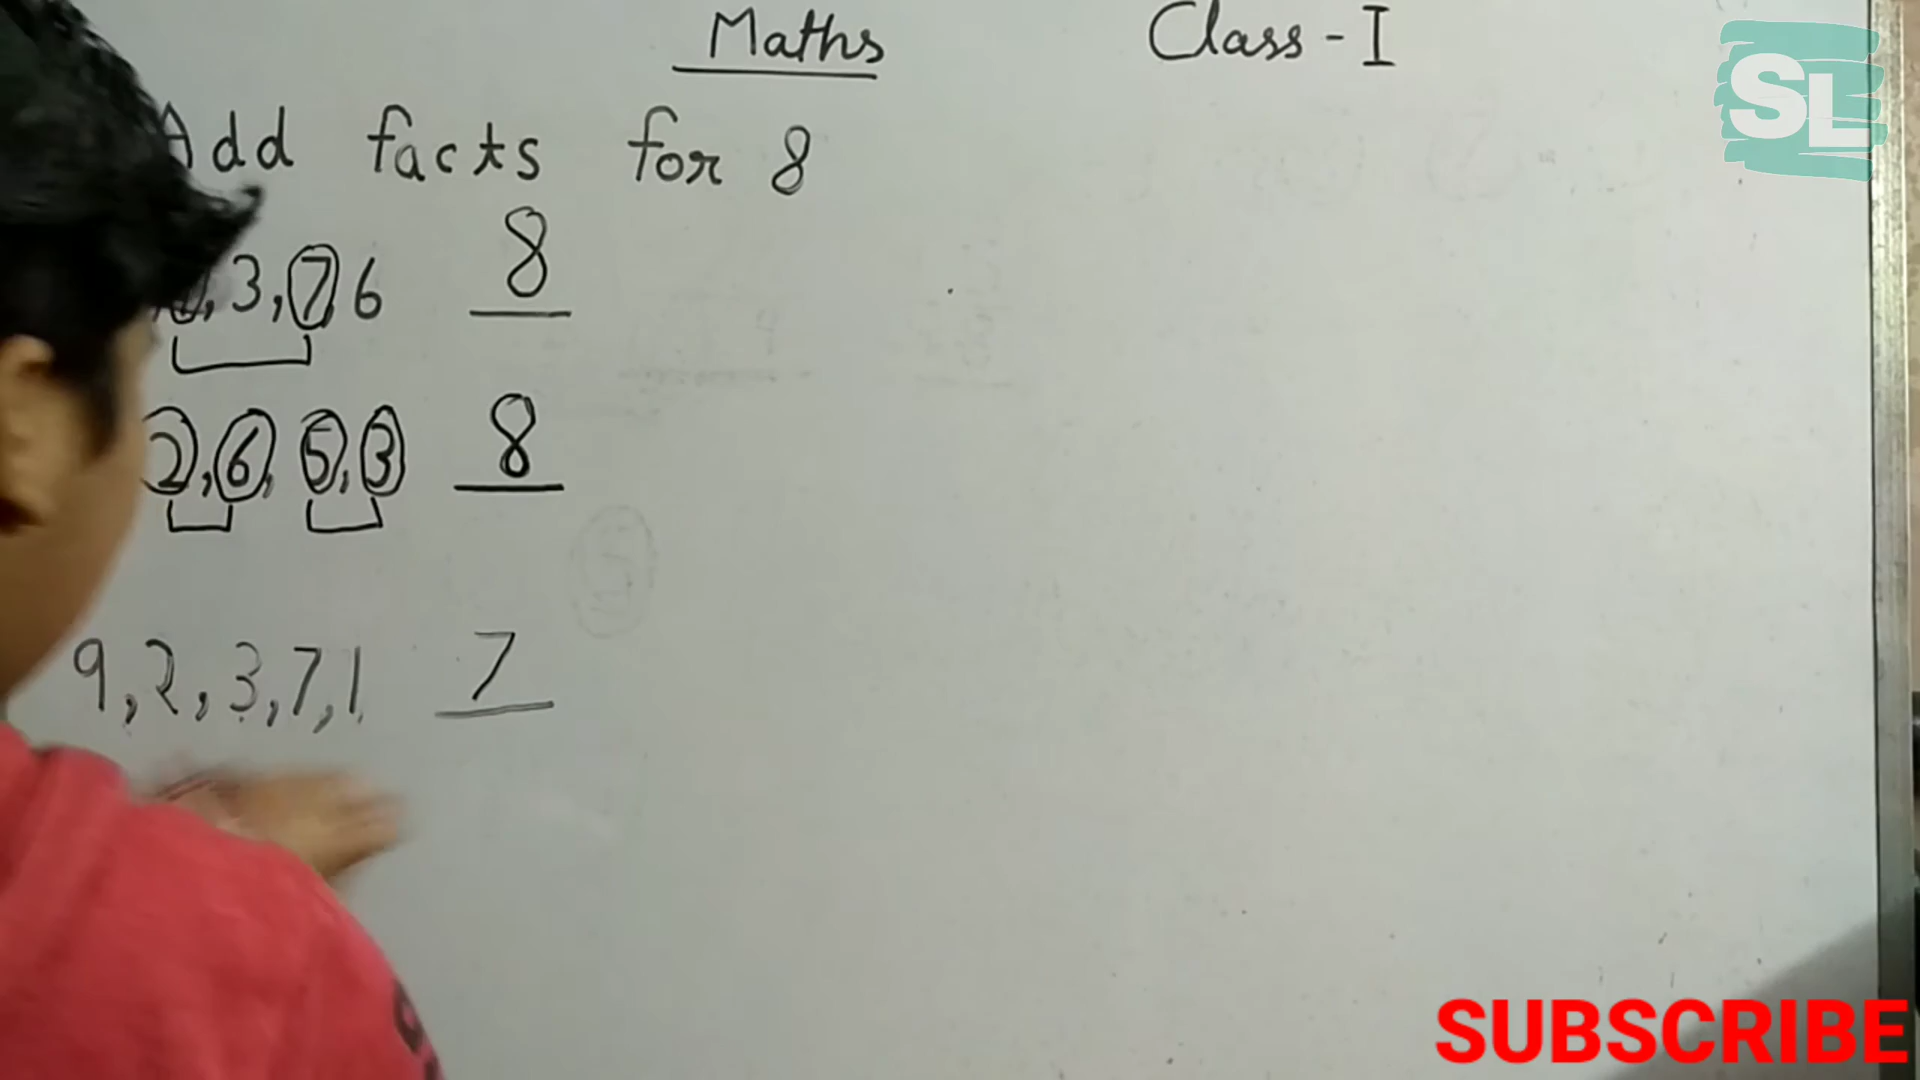 Maths Class - I
SL
Add facts for 8
3, 7, 6 8
2, 6, 5, 3 8
9, 2, 3, 7, 1 7
SUBSCRIBE